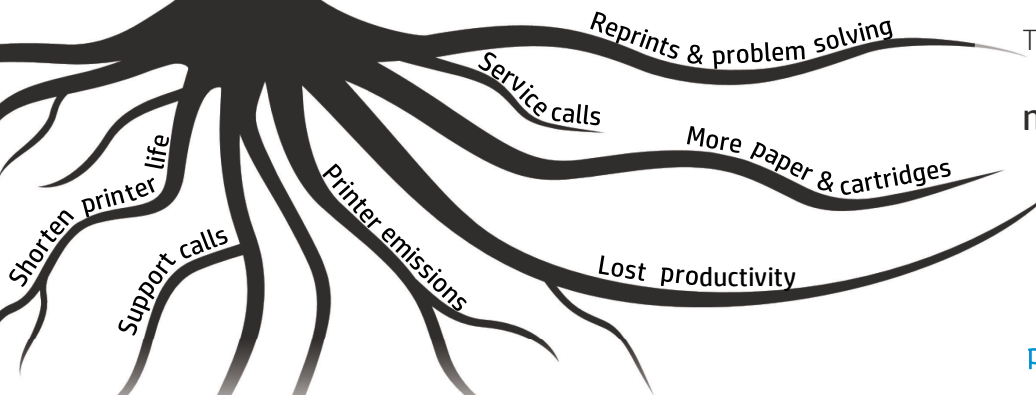 Reprints & problem solving
Service calls
More paper & cartridges
Shorten printer life
Printer emissions
Support calls
Lost productivity